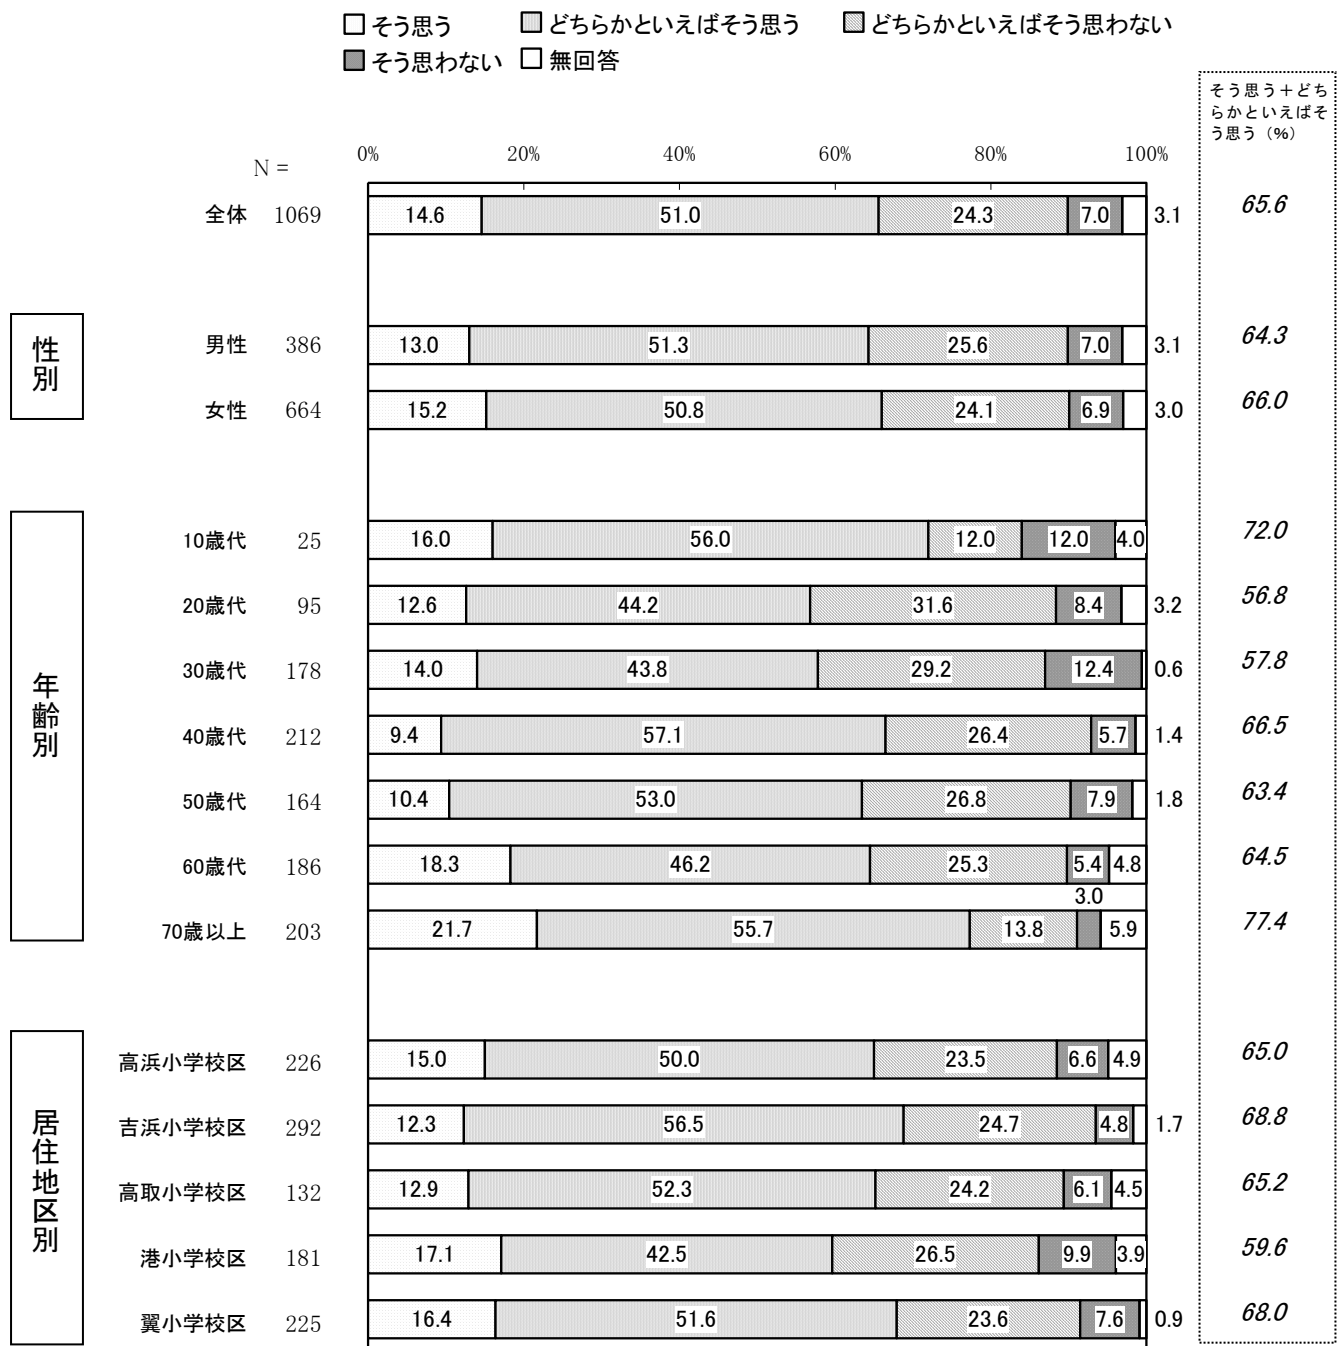 そう思う どちらかといえばそう思う どちらかといえばそう思わない
そう思わない 無回答
そう思う＋どち
らかといえばそ
う思う（%）
N = 0% 20% 40% 60% 80% 100%
全体 1069 14.6 51.0 24.3 7.0 3.1 65.6
性別
男性 386 13.0 51.3 25.6 7.0 3.1 64.3
女性 664 15.2 50.8 24.1 6.9 3.0 66.0
年齢別
10歳代 25 16.0 56.0 12.0 12.0 4.0 72.0
20歳代 95 12.6 44.2 31.6 8.4 3.2 56.8
30歳代 178 14.0 43.8 29.2 12.4 0.6 57.8
40歳代 212 9.4 57.1 26.4 5.7 1.4 66.5
50歳代 164 10.4 53.0 26.8 7.9 1.8 63.4
60歳代 186 18.3 46.2 25.3 5.4 4.8 64.5
3.0
70歳以上 203 21.7 55.7 13.8 5.9 77.4
居住地区別
高浜小学校区 226 15.0 50.0 23.5 6.6 4.9 65.0
吉浜小学校区 292 12.3 56.5 24.7 4.8 1.7 68.8
高取小学校区 132 12.9 52.3 24.2 6.1 4.5 65.2
港小学校区 181 17.1 42.5 26.5 9.9 3.9 59.6
翼小学校区 225 16.4 51.6 23.6 7.6 0.9 68.0